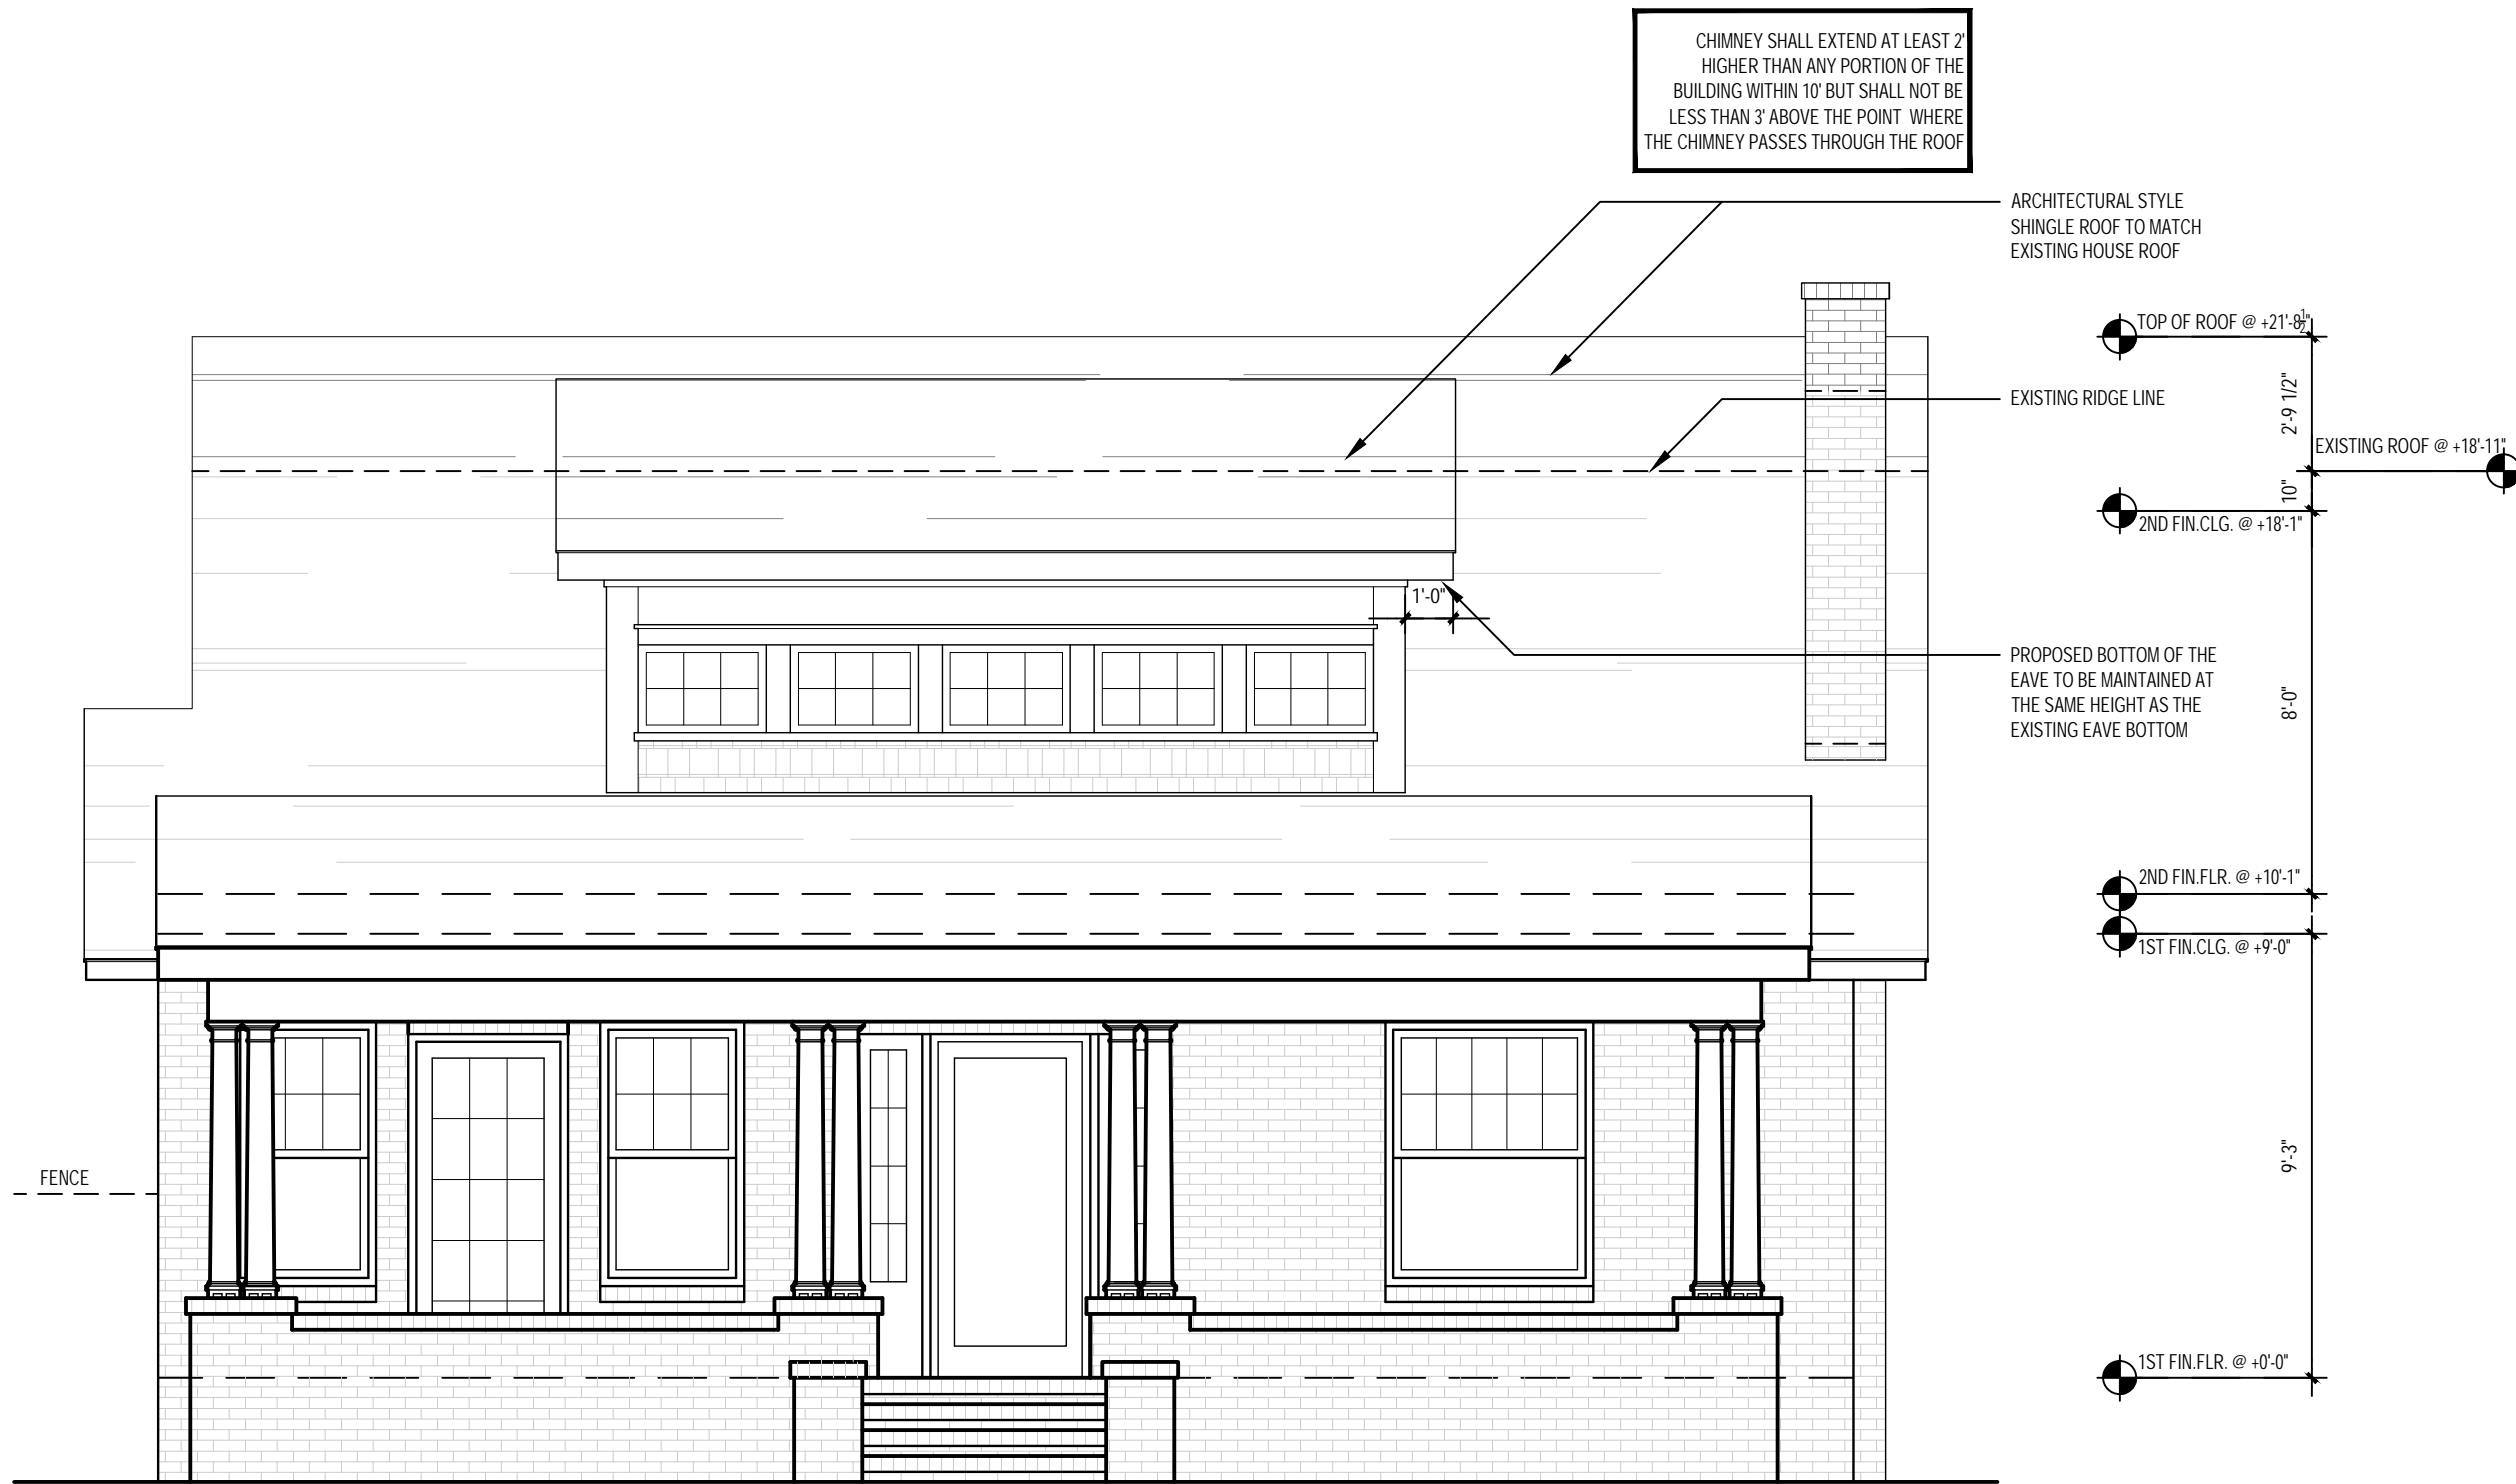 CHIMNEY SHALL EXTEND AT LEAST 2'
HIGHER THAN ANY PORTION OF THE
BUILDING WITHIN 10' BUT SHALL NOT BE
LESS THAN 3' ABOVE THE POINT WHERE
THE CHIMNEY PASSES THROUGH THE ROOF
ARCHITECTURAL STYLE
SHINGLE ROOF TO MATCH
EXISTING HOUSE ROOF
TOP OF ROOF @ +21'-8½"
2'-9 1/2"
EXISTING RIDGE LINE
EXISTING ROOF @ +18'-11"
10"
2ND FIN.CLG. @ +18'-1"
1'-0"
PROPOSED BOTTOM OF THE
EAVE TO BE MAINTAINED AT
THE SAME HEIGHT AS THE
EXISTING EAVE BOTTOM
8'-0"
2ND FIN.FLR. @ +10'-1"
1ST FIN.CLG. @ +9'-0"
FENCE
9'-3"
1ST FIN.FLR. @ +0'-0"